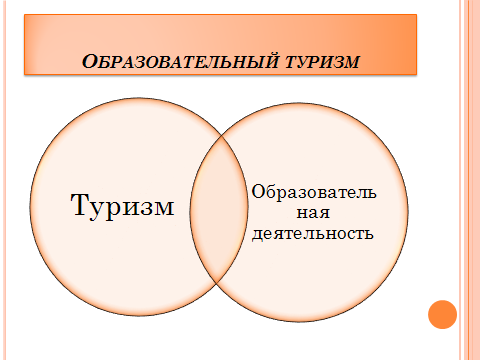 ОБРАЗОВАТЕЛЬНЫЙ ТУРИЗМ
Туризм
Образователь
ная
деятельность